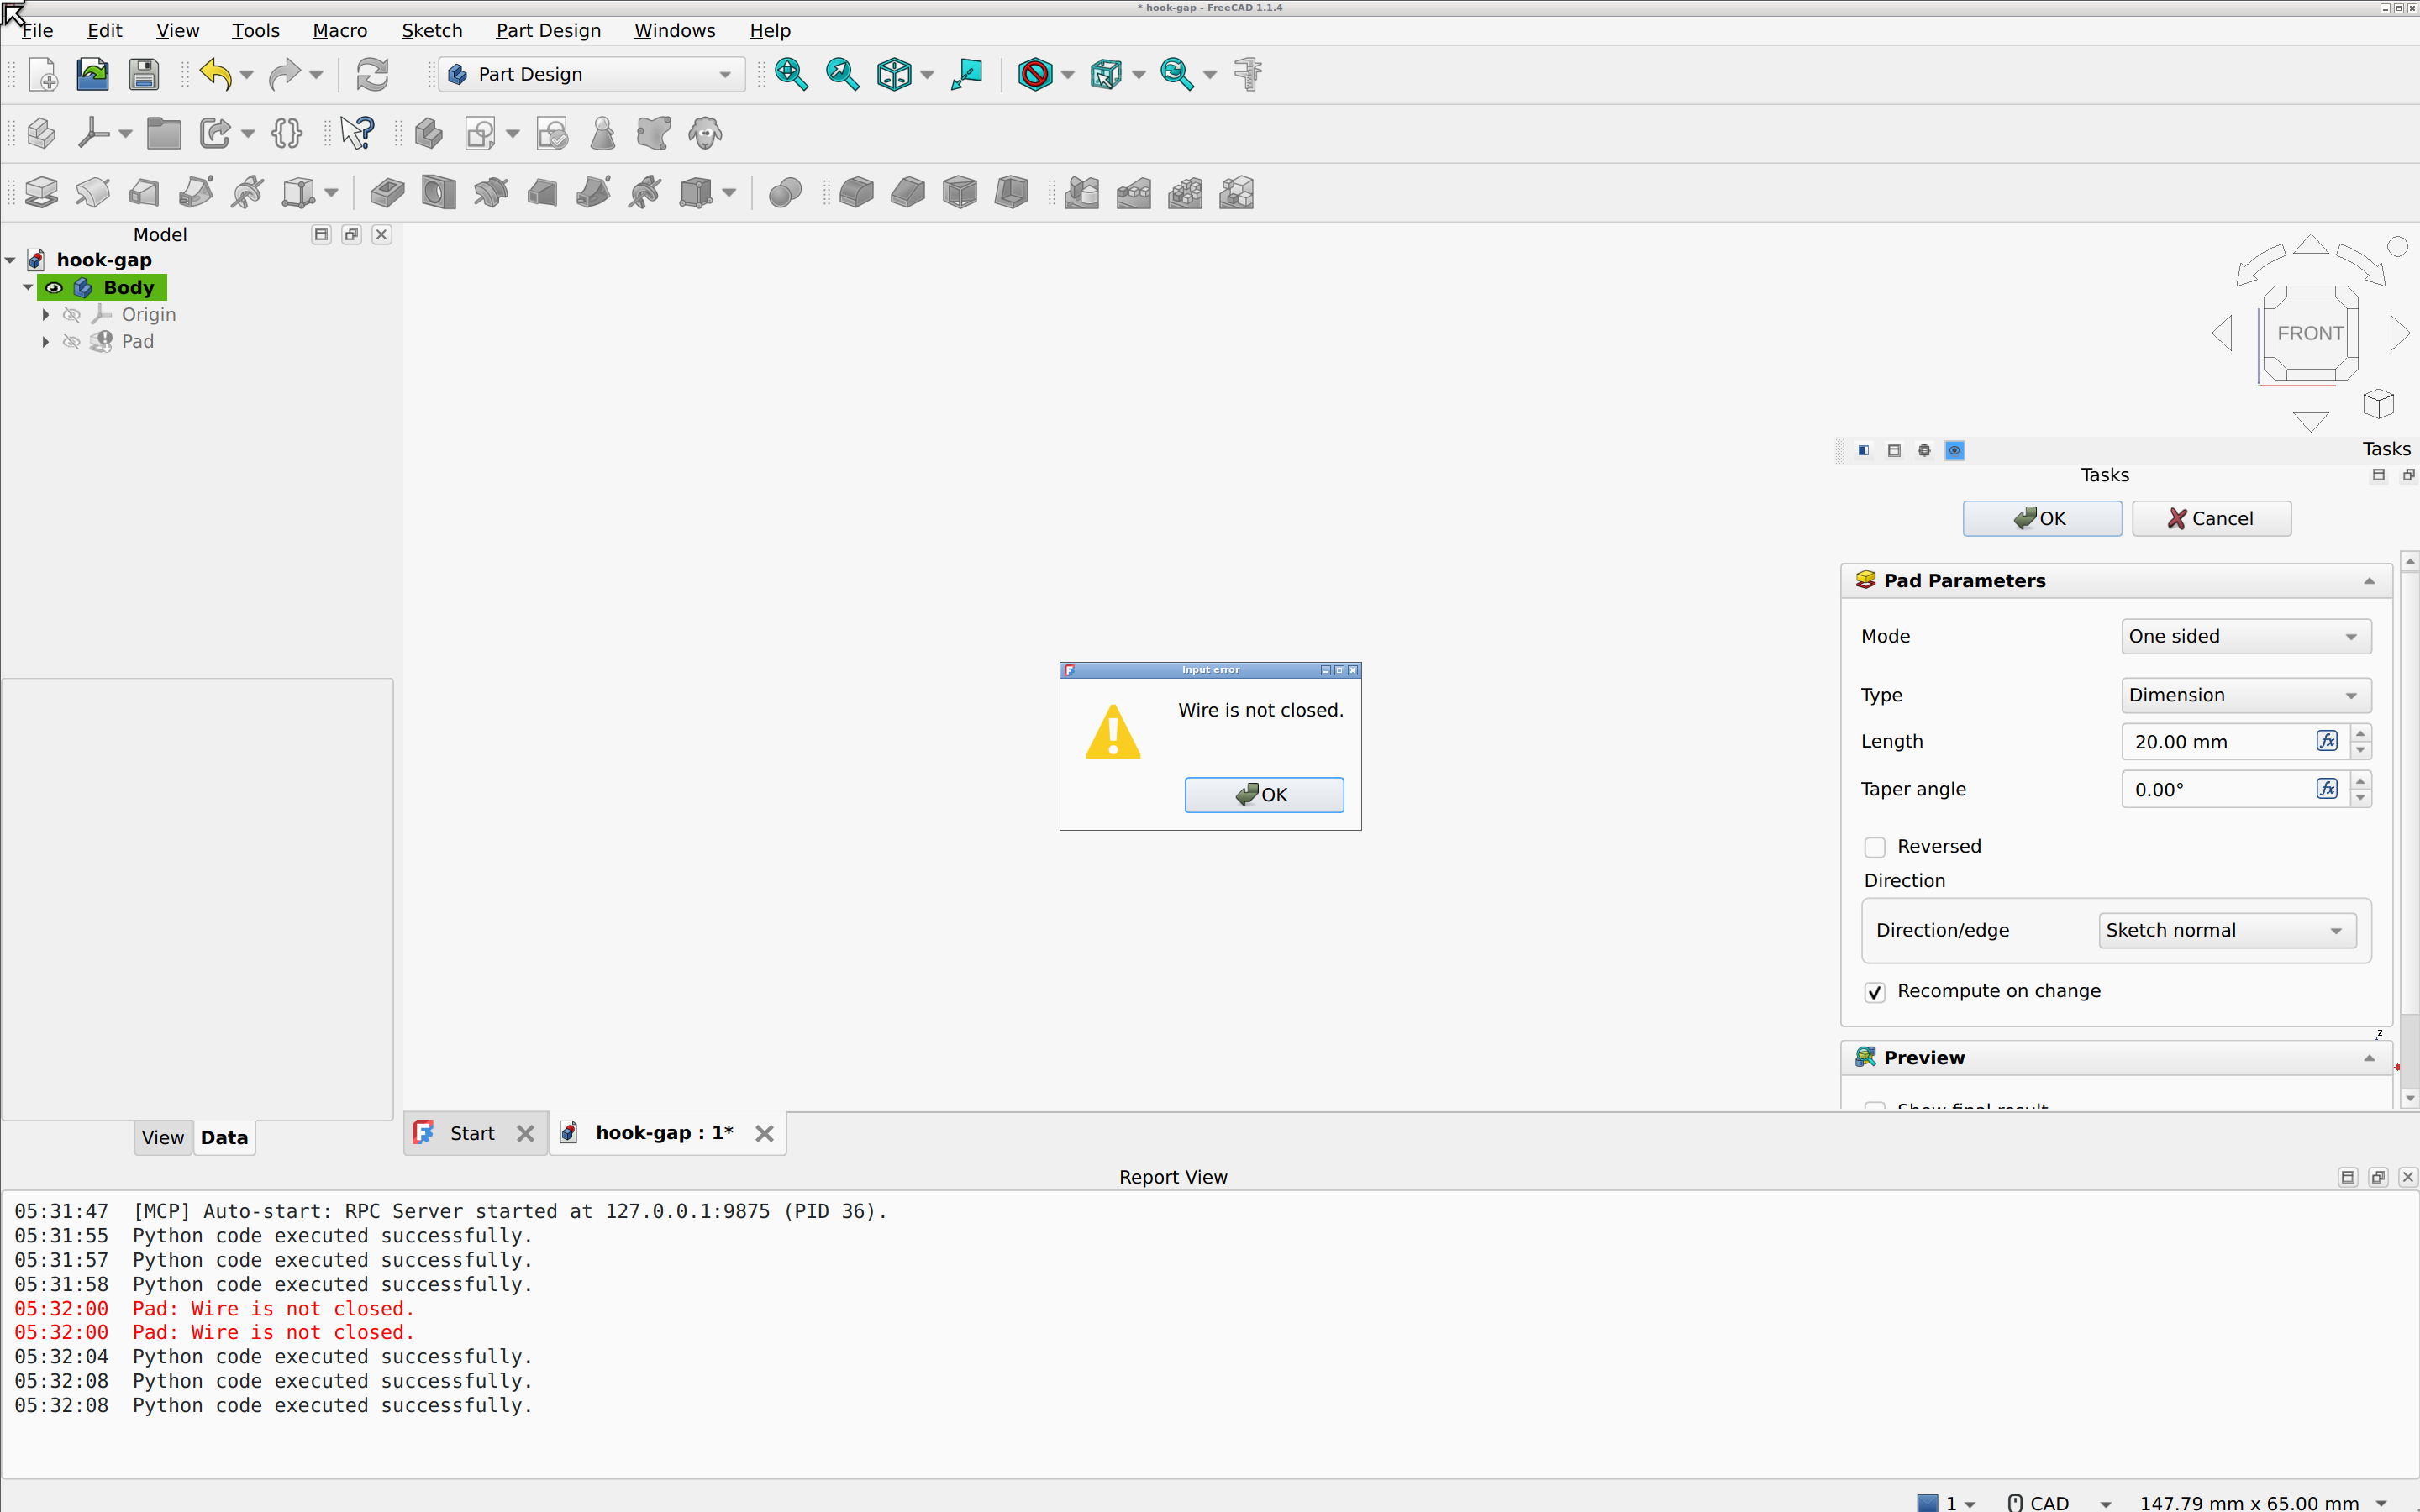 * hook-gap - FreeCAD 1.1.4
File Edit View Tools Macro Sketch Part Design Windows Help
Part Design
Model
hook-gap
Body
Origin
Pad
FRONT
Tasks
Tasks
OK Cancel
Pad Parameters
Mode One sided
Type Dimension
Length 20.00 mm
Taper angle 0.00°
Reversed
Direction
Direction/edge Sketch normal
Recompute on change
z
Preview
Show final result
Input error
Wire is not closed.
OK
View Data
Start
hook-gap : 1*
Report View
05:31:47 [MCP] Auto-start: RPC Server started at 127.0.0.1:9875 (PID 36).
05:31:55 Python code executed successfully.
05:31:57 Python code executed successfully.
05:31:58 Python code executed successfully.
05:32:00 Pad: Wire is not closed.
05:32:00 Pad: Wire is not closed.
05:32:04 Python code executed successfully.
05:32:08 Python code executed successfully.
05:32:08 Python code executed successfully.
1 CAD 147.79 mm x 65.00 mm